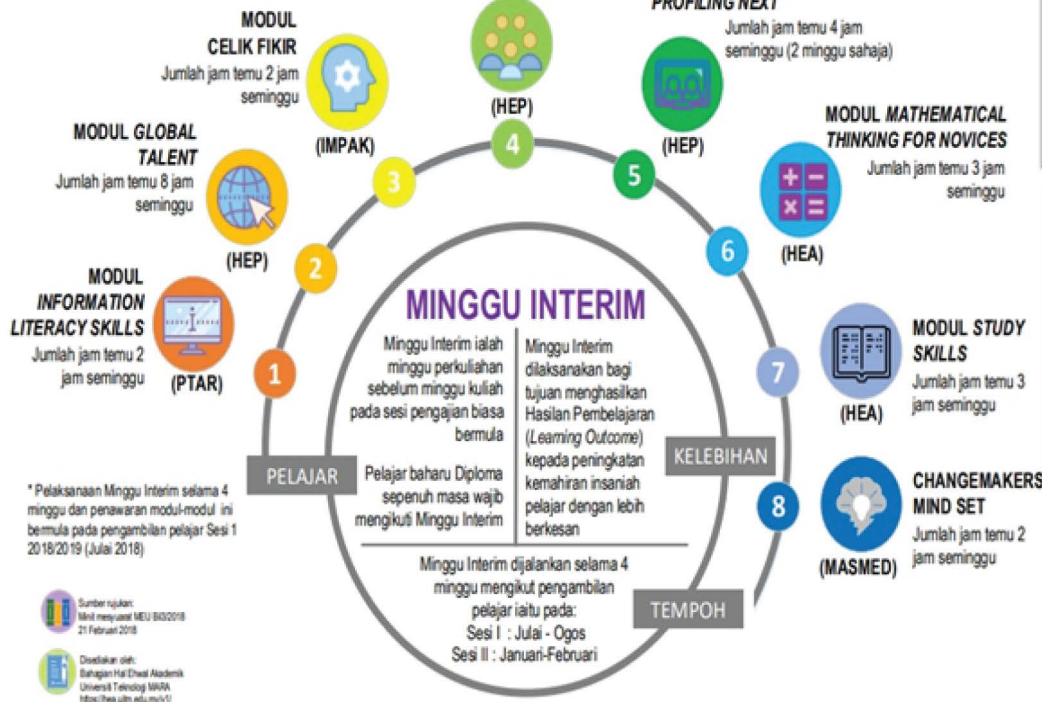 MODUL
CELIK FIKIR
Jumlah jam temu 2 jam
seminggu
(IMPAK)
(HEP)
PROFILING NEXT
Jumlah jam temu 4 jam
seminggu (2 minggu sahaja)
(HEP)
MODUL GLOBAL
TALENT
Jumlah jam temu 8 jam
seminggu
(HEP)
MODUL MATHEMATICAL
THINKING FOR NOVICES
Jumlah jam temu 3 jam
seminggu
(HEA)
MODUL
INFORMATION
LITERACY SKILLS
Jumlah jam temu 2
jam seminggu
(PTAR)
MODUL STUDY
SKILLS
Jumlah jam temu 3
jam seminggu
(HEA)
CHANGEMAKERS
MIND SET
Jumlah jam temu 2
jam seminggu
(MASMED)
1
2
3
4
5
6
7
8
MINGGU INTERIM
Minggu Interim ialah
minggu perkuliahan
sebelum minggu kuliah
pada sesi pengajian biasa
bermula
Pelajar baharu Diploma
sepenuh masa wajib
mengikuti Minggu Interim
Minggu Interim
dilaksanakan bagi
tujuan menghasilkan
Hasilan Pembelajaran
(Learning Outcome)
kepada peningkatan
kemahiran insaniah
pelajar dengan lebih
berkesan
Minggu Interim dijalankan selama 4
minggu mengikut pengambilan
pelajar iaitu pada:
Sesi I : Julai - Ogos
Sesi II : Januari-Februari
PELAJAR
KELEBIHAN
TEMPOH
* Pelaksanaan Minggu Interim selama 4
minggu dan penawaran modul-modul ini
bermula pada pengambilan pelajar Sesi 1
2018/2019 (Julai 2018)
Sumber rujukan:
Minit mesyuarat MEU
21 Februari 2018
Disediakan oleh:
Bahagian Hal Ehwal Akademik
Universiti Teknologi MARA